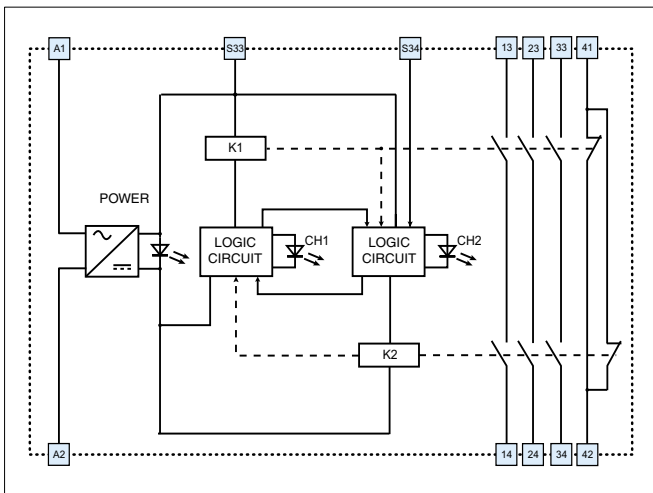 A1 S33 S34 13 23 33 41
K1
POWER
LOGIC CIRCUIT
CH1
LOGIC CIRCUIT
CH2
K2
A2 14 24 34 42